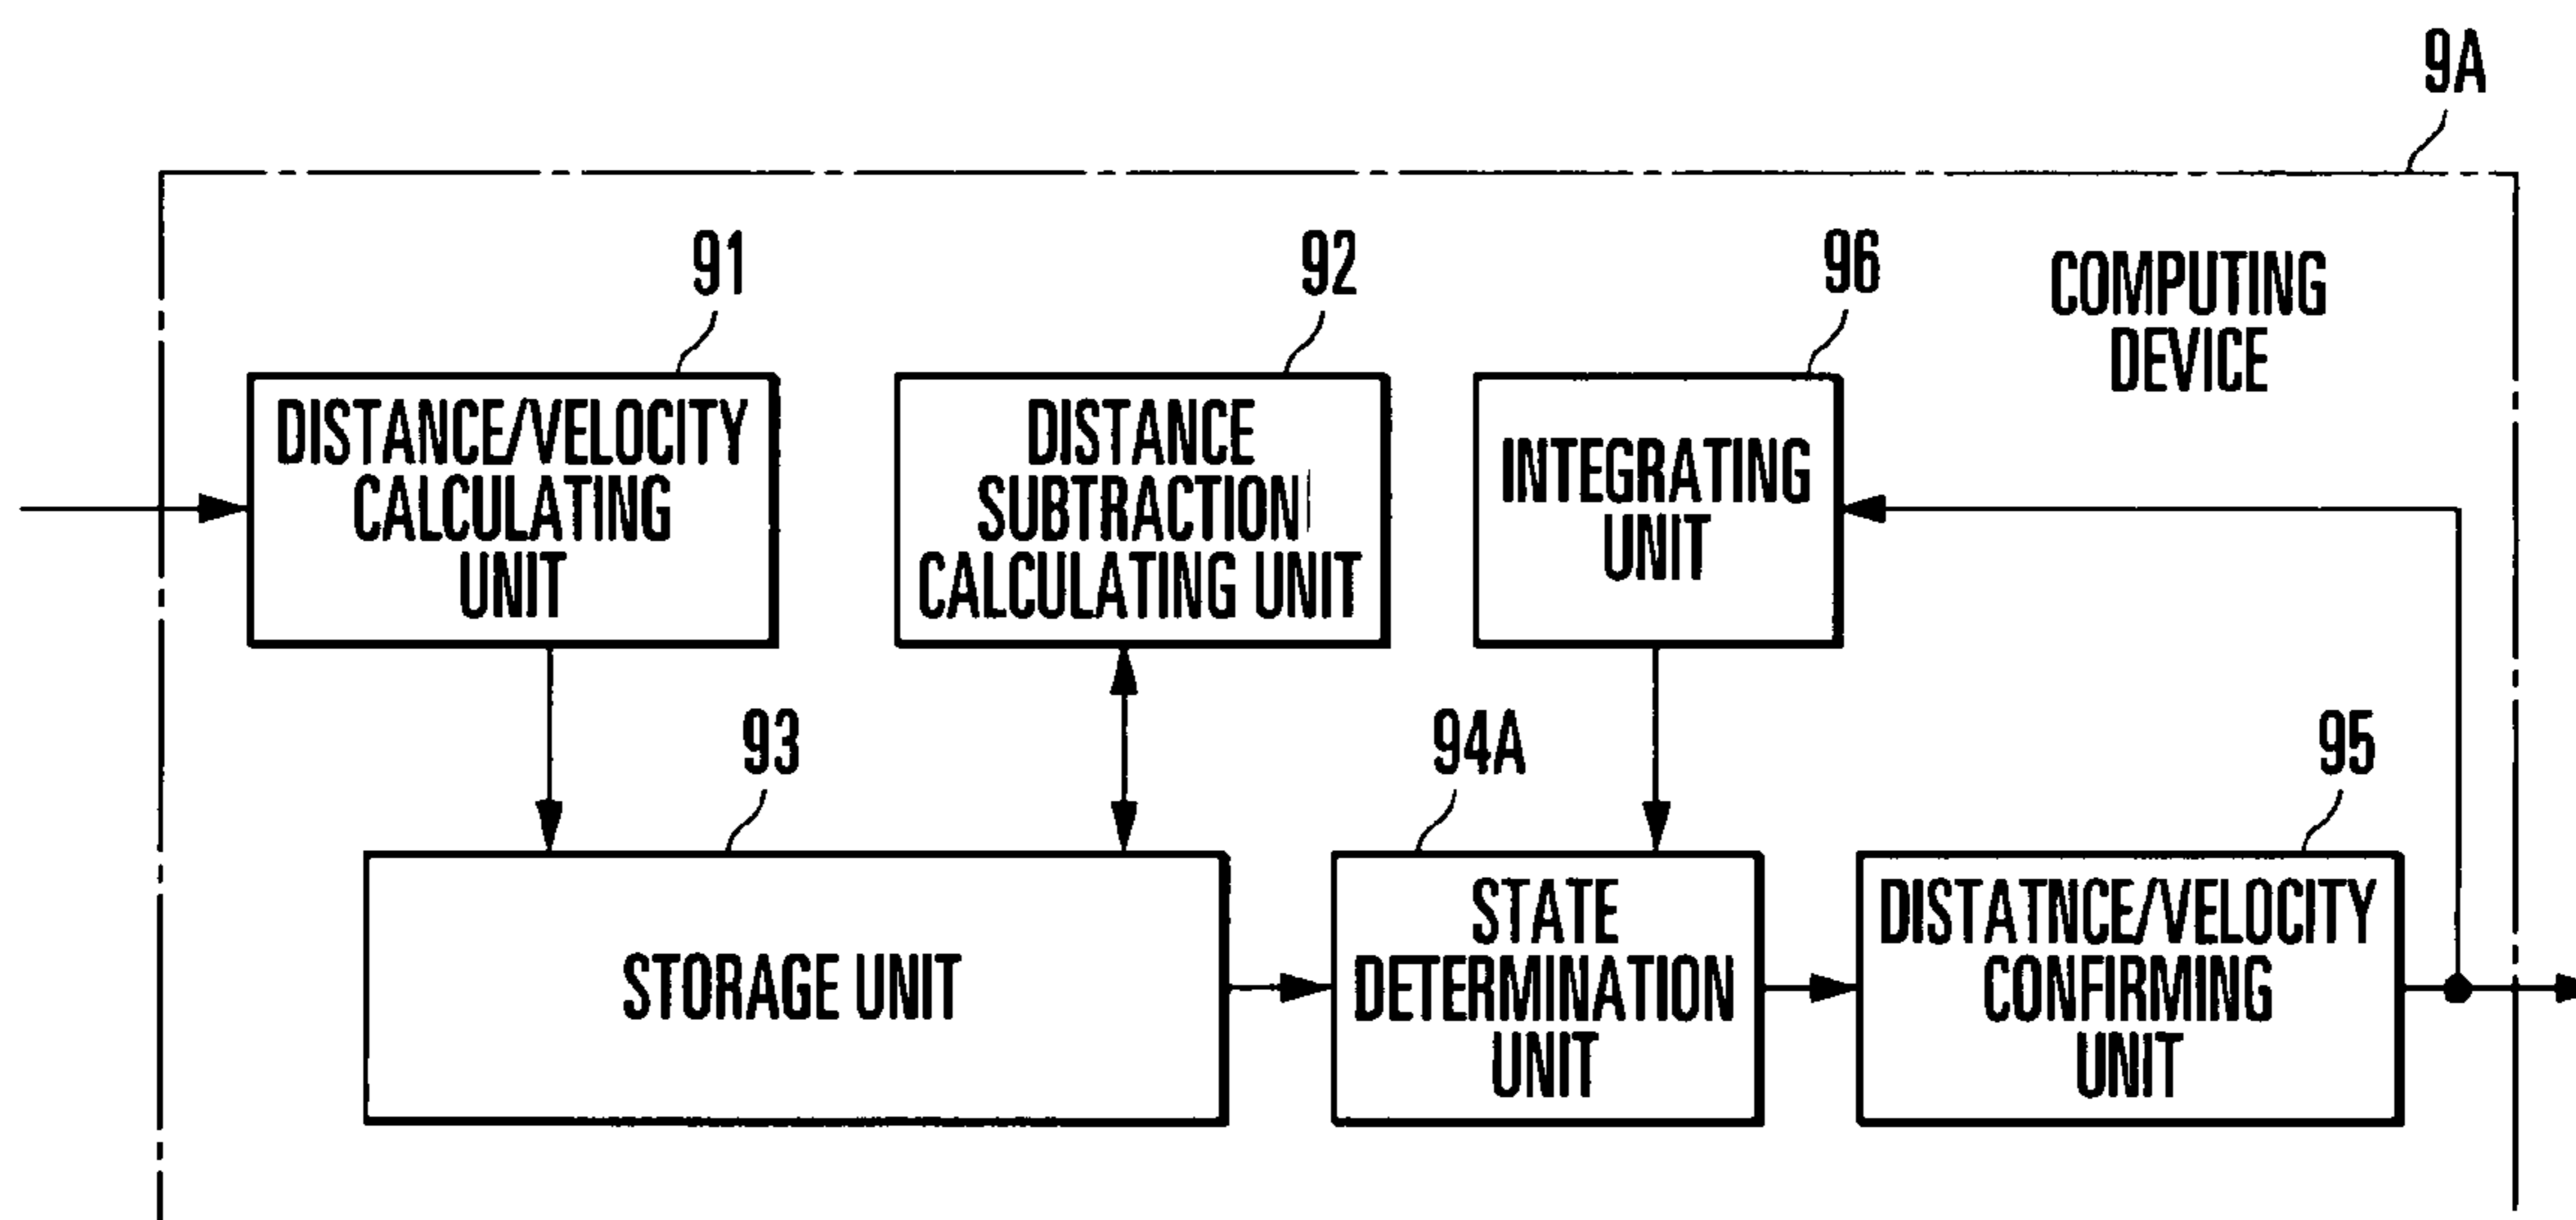 9A
91
92
96
COMPUTING
DEVICE
DISTANCE/VELOCITY
CALCULATING
UNIT
DISTANCE
SUBTRACTION
CALCULATING UNIT
INTEGRATING
UNIT
93
94A
95
STORAGE UNIT
STATE
DETERMINATION
UNIT
DISTATNCE/VELOCITY
CONFIRMING
UNIT